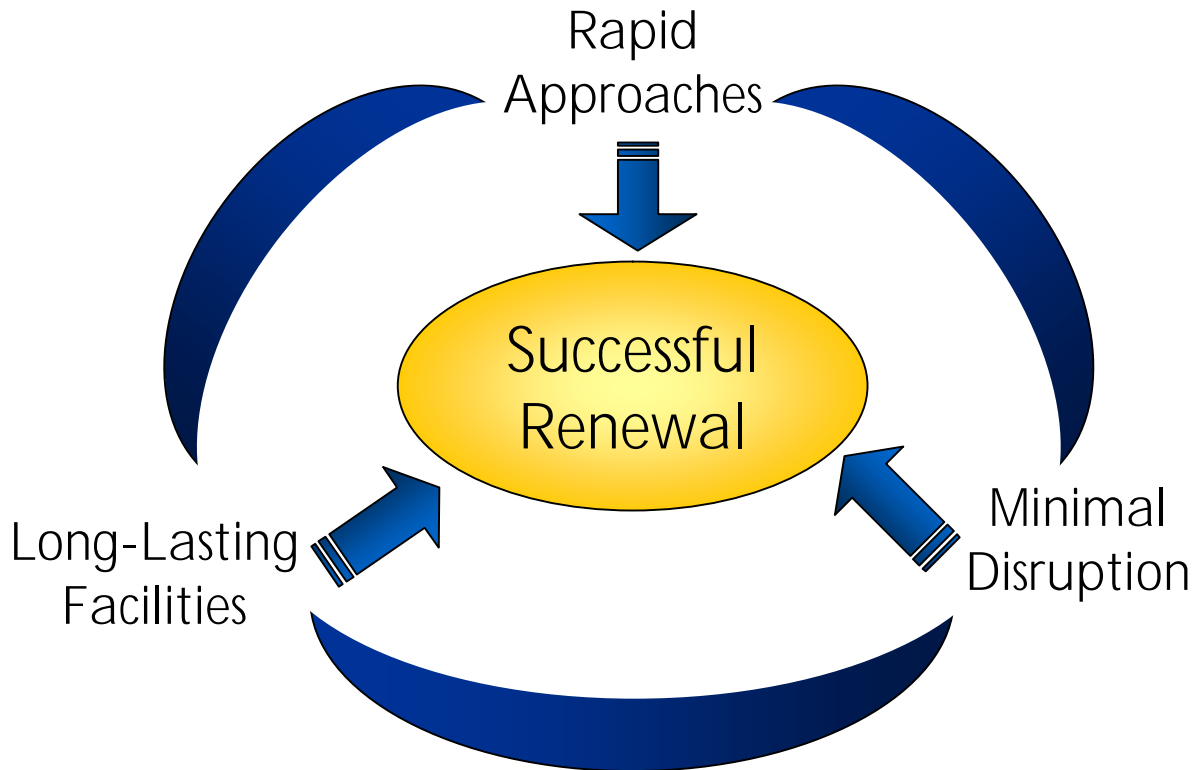 Rapid
Approaches
Successful
Renewal
Long-Lasting
Facilities
Minimal
Disruption